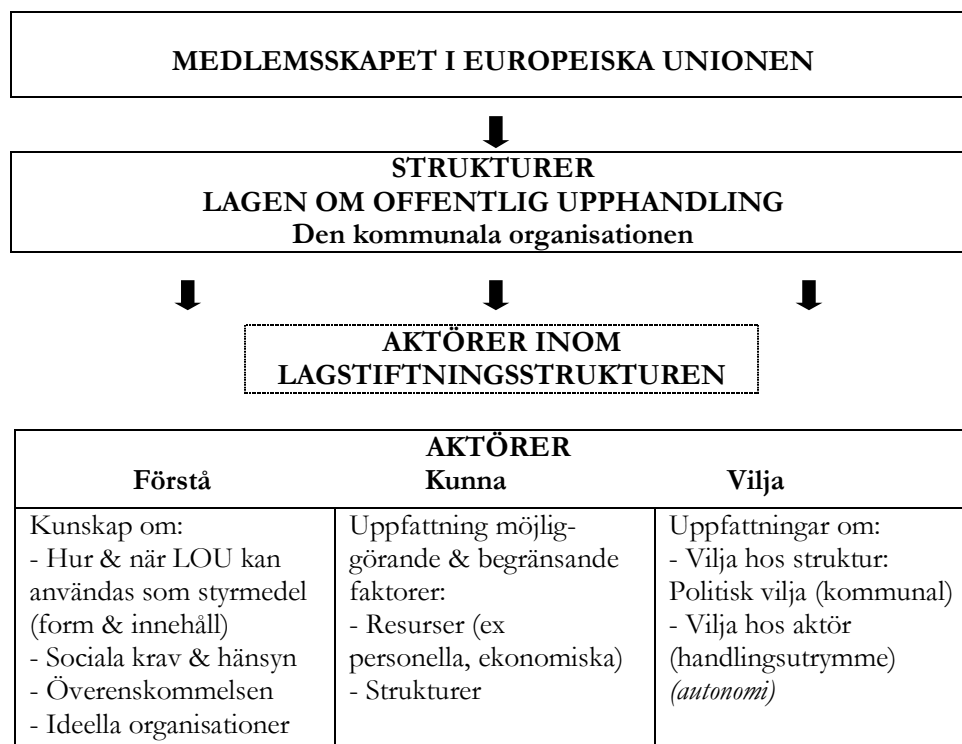 MEDLEMSSKAPET I EUROPEISKA UNIONEN
STRUKTURER
LAGEN OM OFFENTLIG UPPHANDLING
Den kommunala organisationen
AKTÖRER INOM
LAGSTIFTNINGSSTRUKTUREN
AKTÖRER
Förstå Kunna Vilja
Kunskap om:
- Hur & när LOU kan
användas som styrmedel
(form & innehåll)
- Sociala krav & hänsyn
- Överenskommelsen
- Ideella organisationer
Uppfattning möjlig-
görande & begränsande
faktorer:
- Resurser (ex
personella, ekonomiska)
- Strukturer
Uppfattningar om:
- Vilja hos struktur:
Politisk vilja (kommunal)
- Vilja hos aktör
(handlingsutrymme)
(autonomi)